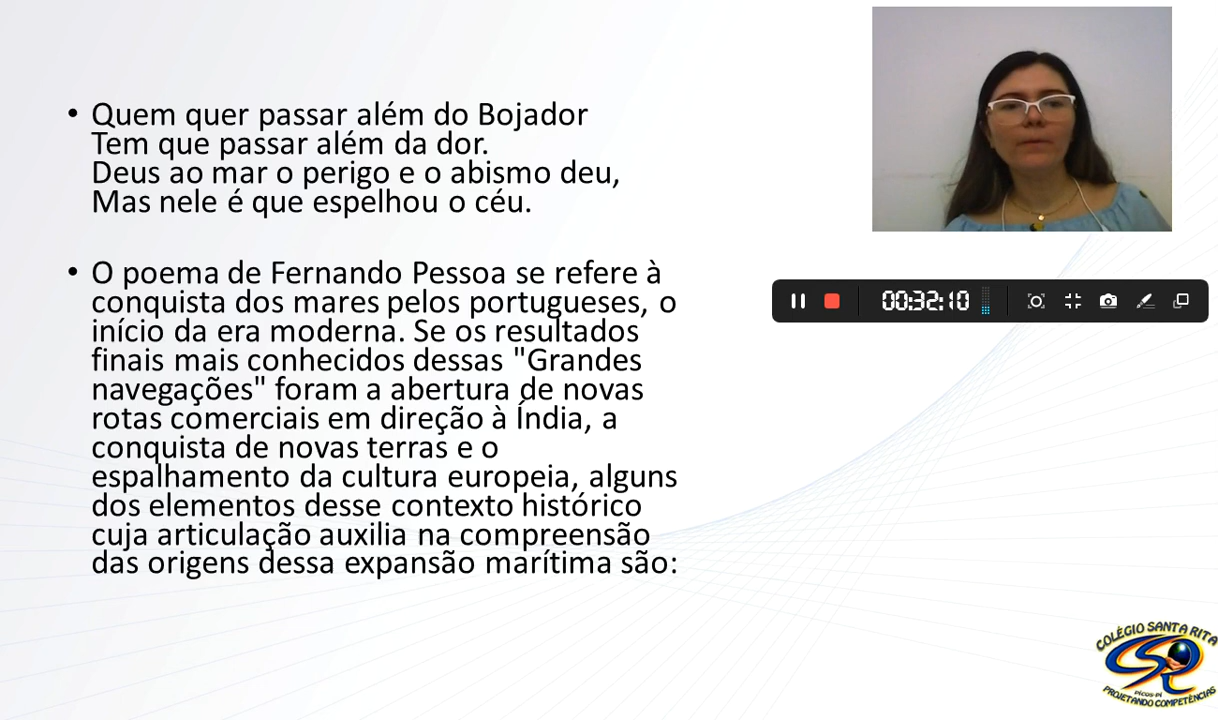 • Quem quer passar além do Bojador
Tem que passar além da dor.
Deus ao mar o perigo e o abismo deu,
Mas nele é que espelhou o céu.
• O poema de Fernando Pessoa se refere à
conquista dos mares pelos portugueses, o
início da era moderna. Se os resultados
finais mais conhecidos dessas "Grandes
navegações" foram a abertura de novas
rotas comerciais em direção à Índia, a
conquista de novas terras e o
espalhamento da cultura europeia, alguns
dos elementos desse contexto histórico
cuja articulação auxilia na compreensão
das origens dessa expansão marítima são:
00:32:10
COLÉGIO SANTA RITA
CSR
PICOS-PI
PROJETANDO COMPETÊNCIAS